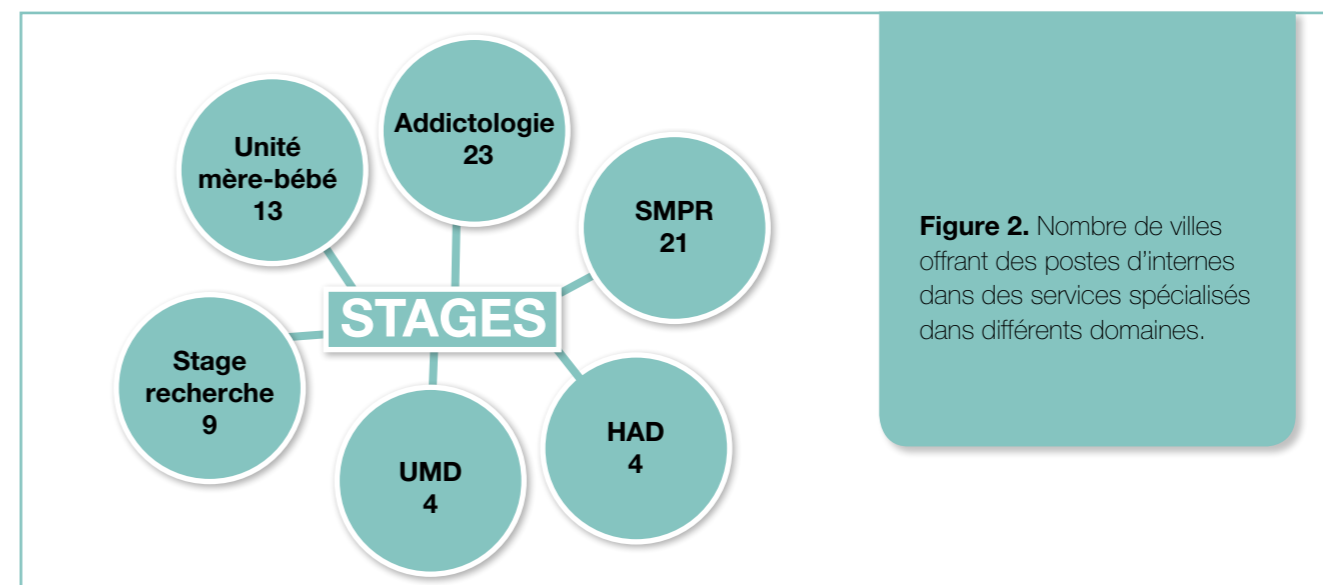 Addictologie
23
Unité
mère-bébé
13
SMPR
21
STAGES
Stage
recherche
9
HAD
4
UMD
4
Figure 2. Nombre de villes
offrant des postes d'internes
dans des services spécialisés
dans différents domaines.